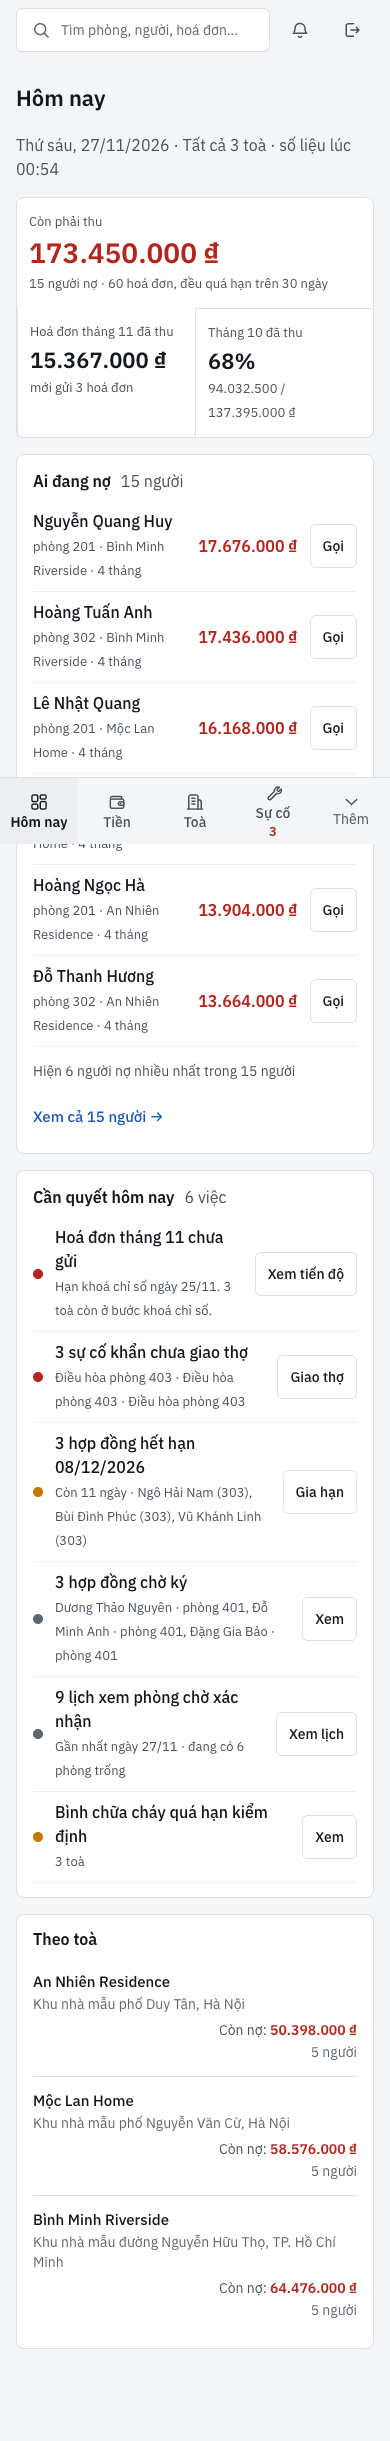 Tìm phòng, người, hoá đơn...
Hôm nay
Thứ sáu, 27/11/2026 · Tất cả 3 toà · số liệu lúc
00:54
Còn phải thu
173.450.000 ₫
15 người nợ · 60 hoá đơn, đều quá hạn trên 30 ngày
Hoá đơn tháng 11 đã thu
15.367.000 ₫
mới gửi 3 hoá đơn
Tháng 10 đã thu
68%
94.032.500 /
137.395.000 ₫
Ai đang nợ 15 người
Nguyễn Quang Huy
phòng 201 · Bình Minh
Riverside · 4 tháng
17.676.000 ₫
Gọi
Hoàng Tuấn Anh
phòng 302 · Bình Minh
Riverside · 4 tháng
17.436.000 ₫
Gọi
Lê Nhật Quang
phòng 201 · Mộc Lan
Home · 4 tháng
16.168.000 ₫
Gọi
Hôm nay
Tiền
Toà
Sự cố
3
Thêm
Home · 4 tháng
Hoàng Ngọc Hà
phòng 201 · An Nhiên
Residence · 4 tháng
13.904.000 ₫
Gọi
Đỗ Thanh Hương
phòng 302 · An Nhiên
Residence · 4 tháng
13.664.000 ₫
Gọi
Hiện 6 người nợ nhiều nhất trong 15 người
Xem cả 15 người →
Cần quyết hôm nay 6 việc
Hoá đơn tháng 11 chưa
gửi
Hạn khoá chỉ số ngày 25/11. 3
toà còn ở bước khoá chỉ số.
Xem tiến độ
3 sự cố khẩn chưa giao thợ
Điều hòa phòng 403 · Điều hòa
phòng 403 · Điều hòa phòng 403
Giao thợ
3 hợp đồng hết hạn
08/12/2026
Còn 11 ngày · Ngô Hải Nam (303),
Bùi Đình Phúc (303), Vũ Khánh Linh
(303)
Gia hạn
3 hợp đồng chờ ký
Dương Thảo Nguyên · phòng 401, Đỗ
Minh Anh · phòng 401, Đặng Gia Bảo ·
phòng 401
Xem
9 lịch xem phòng chờ xác
nhận
Gần nhất ngày 27/11 · đang có 6
phòng trống
Xem lịch
Bình chữa cháy quá hạn kiểm
định
3 toà
Xem
Theo toà
An Nhiên Residence
Khu nhà mẫu phố Duy Tân, Hà Nội
Còn nợ: 50.398.000 ₫
5 người
Mộc Lan Home
Khu nhà mẫu phố Nguyễn Văn Cừ, Hà Nội
Còn nợ: 58.576.000 ₫
5 người
Bình Minh Riverside
Khu nhà mẫu đường Nguyễn Hữu Thọ, TP. Hồ Chí
Minh
Còn nợ: 64.476.000 ₫
5 người